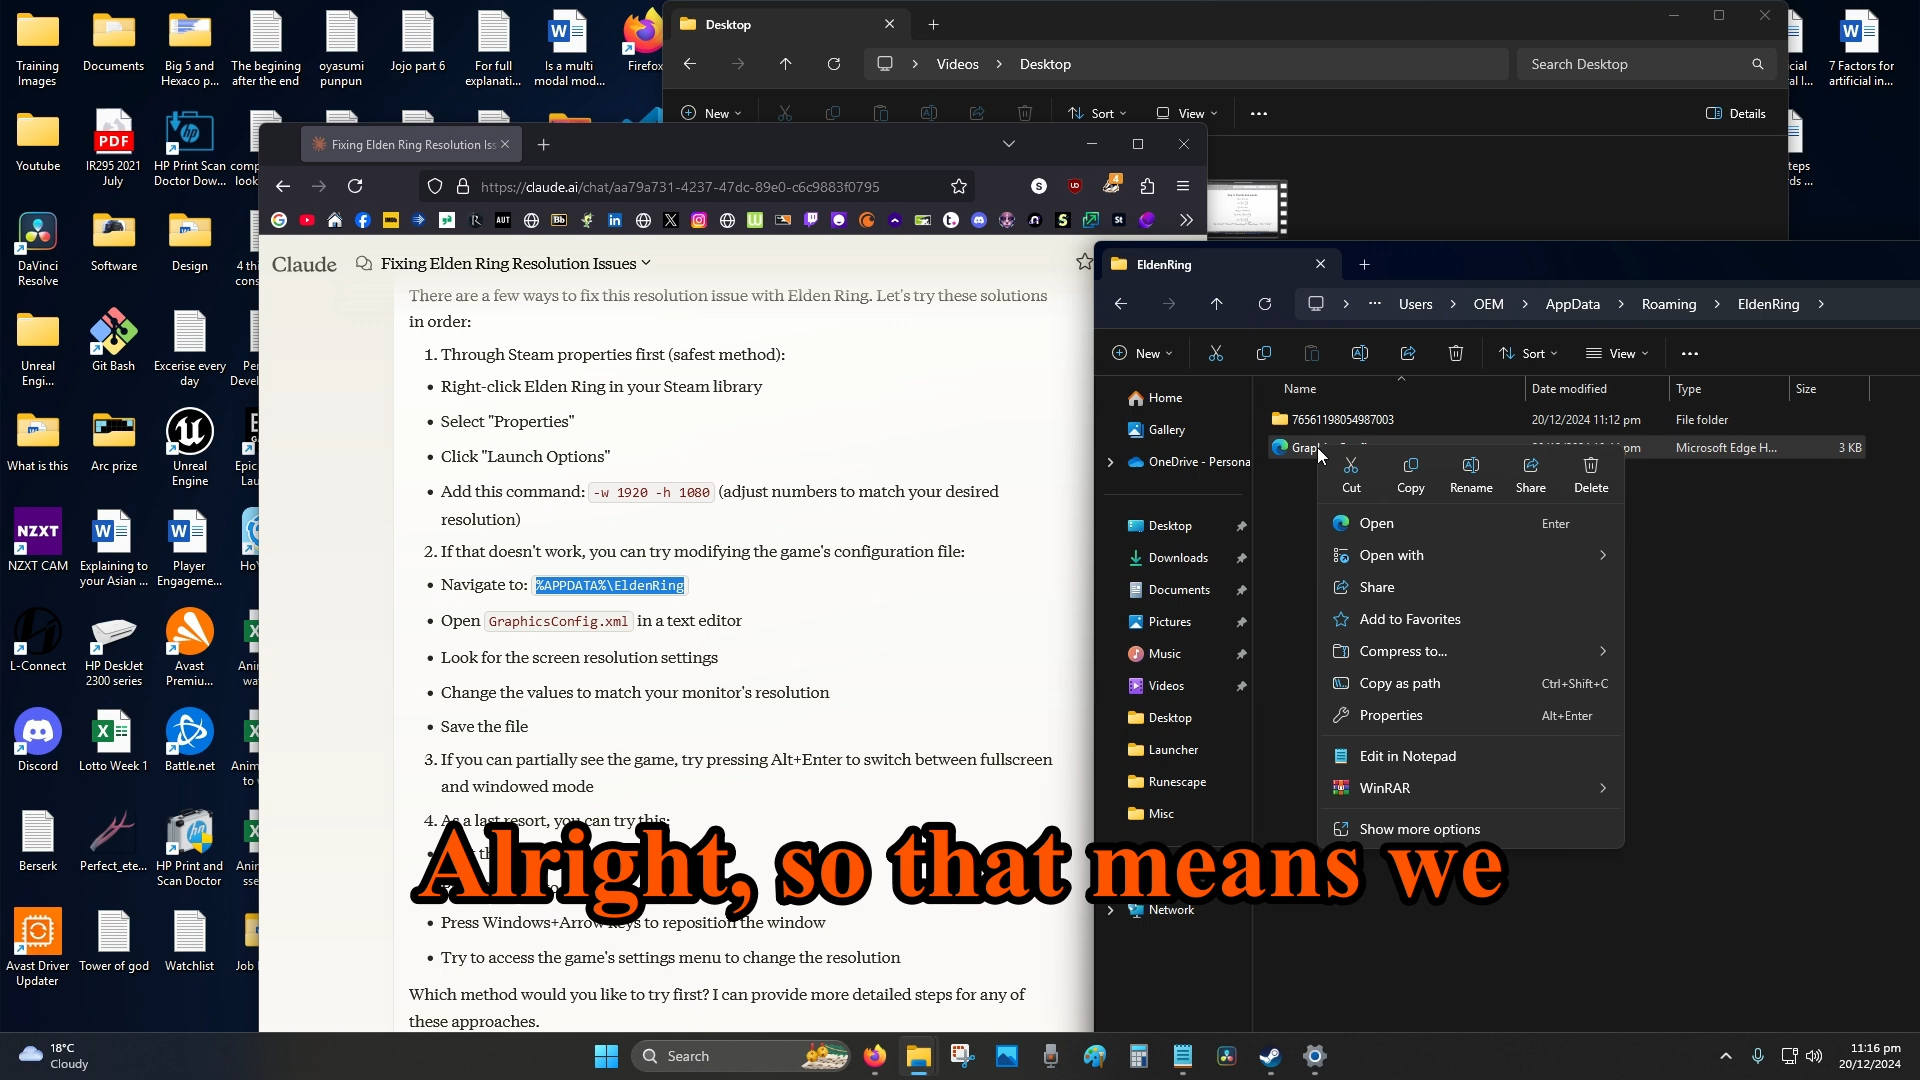 Training
Images
Documents
Big 5 and
Hexaco p...
The begining
after the end
oyasumi
punpun
Jojo part 6
For full
explanati...
Is a multi
modal mod...
Firefox
7 Factors for
artificial in...
Youtube
IR295 2021
July
HP Print Scan
Doctor Dow...
DaVinci
Resolve
Software
Design
Unreal
Engi...
Git Bash
Excerise every
day
What is this
Arc prize
Unreal
Engine
NZXT
NZXT CAM
Explaining to
your Asian ...
Player
Engageme...
L-Connect
HP DeskJet
2300 series
Avast
Premiu...
Discord
Lotto Week 1
Battle.net
Berserk
Perfect_ete...
HP Print and
Scan Doctor
Avast Driver
Updater
Tower of god
Watchlist
Desktop
Videos
Desktop
Search Desktop
New
Sort
View
Details
Fixing Elden Ring Resolution Iss
https://claude.ai/chat/aa79a731-4237-47dc-89e0-c6c9883f0795
Claude
Fixing Elden Ring Resolution Issues
There are a few ways to fix this resolution issue with Elden Ring. Let's try these solutions
in order:
1. Through Steam properties first (safest method):
• Right-click Elden Ring in your Steam library
• Select "Properties"
• Click "Launch Options"
• Add this command: -w 1920 -h 1080 (adjust numbers to match your desired
resolution)
2. If that doesn't work, you can try modifying the game's configuration file:
• Navigate to: %APPDATA%\EldenRing
• Open GraphicsConfig.xml in a text editor
• Look for the screen resolution settings
• Change the values to match your monitor's resolution
• Save the file
3. If you can partially see the game, try pressing Alt+Enter to switch between fullscreen
and windowed mode
4. As a last resort, you can try this:
• Press Windows+Arrow keys to reposition the window
• Try to access the game's settings menu to change the resolution
Which method would you like to try first? I can provide more detailed steps for any of
these approaches.
EldenRing
Users
OEM
AppData
Roaming
EldenRing
New
Sort
View
Name
Date modified
Type
Size
76561198054987003 20/12/2024 11:12 pm File folder
Microsoft Edge H... 3 KB
Home
Gallery
OneDrive - Persona
Desktop
Downloads
Documents
Pictures
Music
Videos
Desktop
Launcher
Runescape
Misc
Network
Cut
Copy
Rename
Share
Delete
Open Enter
Open with
Share
Add to Favorites
Compress to...
Copy as path Ctrl+Shift+C
Properties Alt+Enter
Edit in Notepad
WinRAR
Show more options
Alright, so that means we
18°C
Cloudy
Search
11:16 pm
20/12/2024